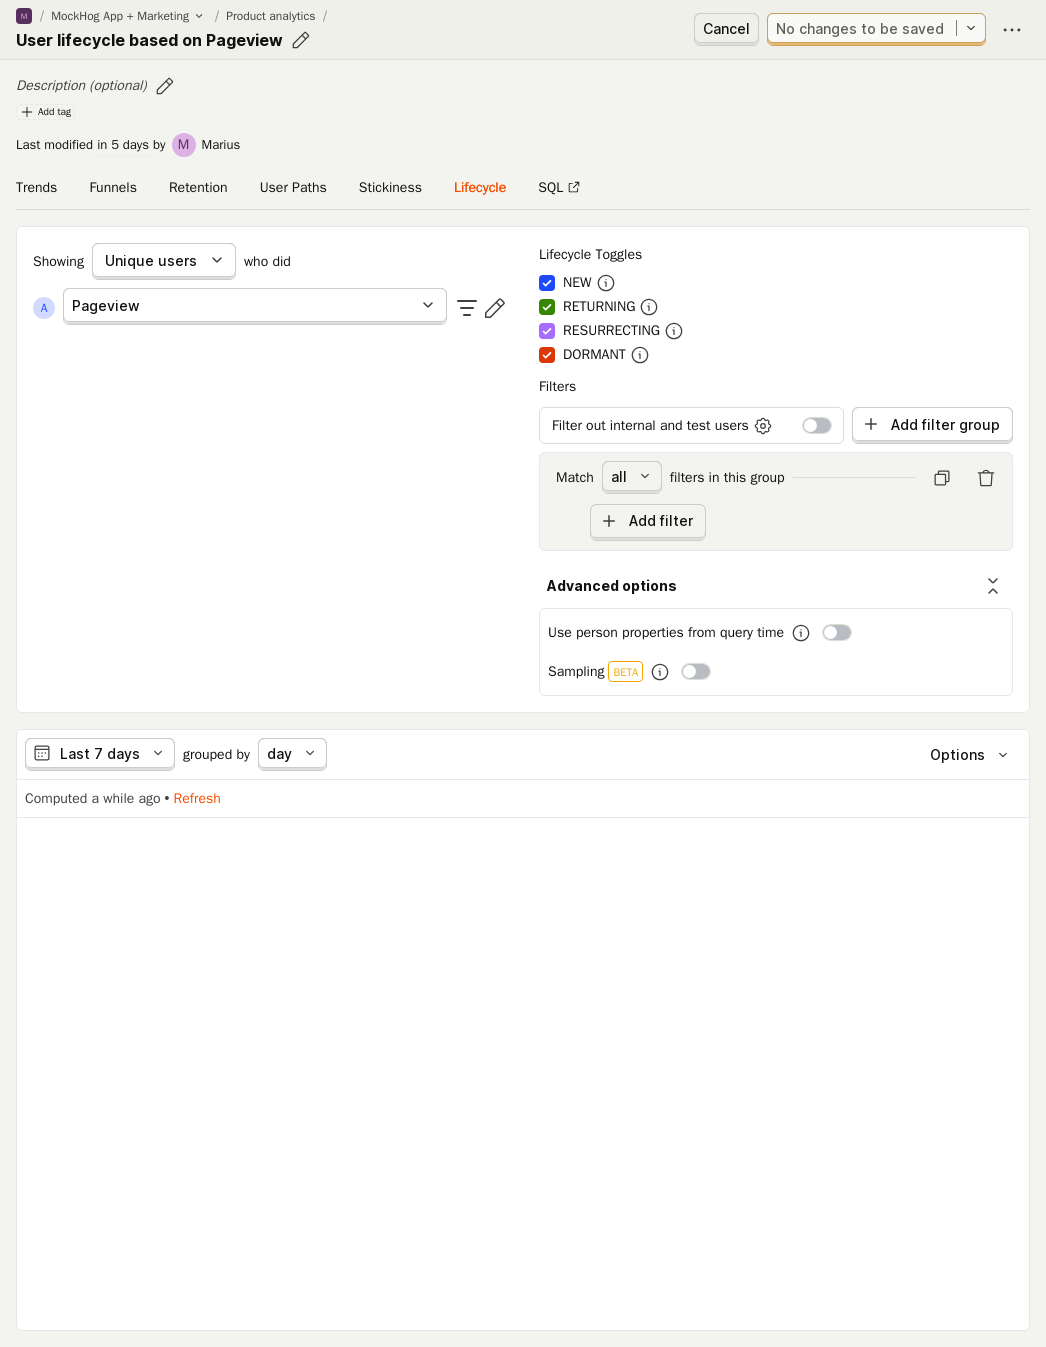 M / MockHog App + Marketing / Product analytics /
User lifecycle based on Pageview
Cancel
No changes to be saved
Description (optional)
Add tag
Last modified in 5 days by M Marius
Trends Funnels Retention User Paths Stickiness Lifecycle SQL
Showing Unique users who did
A Pageview
Lifecycle Toggles
NEW
RETURNING
RESURRECTING
DORMANT
Filters
Filter out internal and test users
Add filter group
Match all filters in this group
Add filter
Advanced options
Use person properties from query time
Sampling BETA
Last 7 days grouped by day
Options
Computed a while ago • Refresh